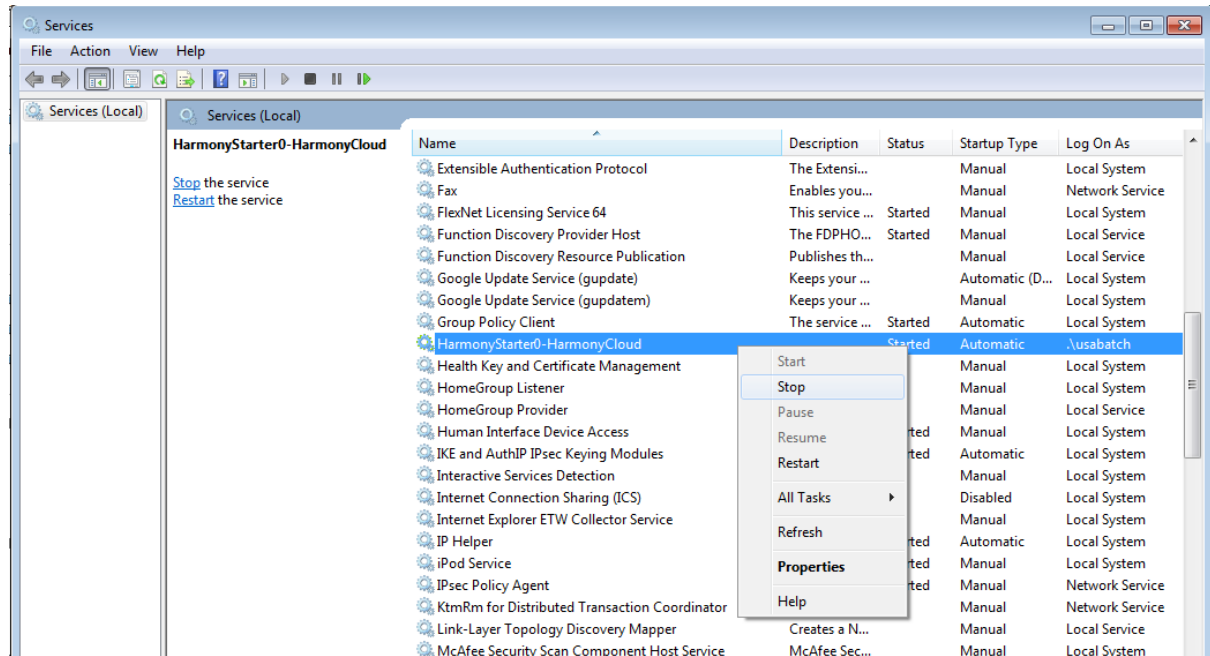 Services
File Action View Help
Services (Local)
Services (Local)
HarmonyStarter0-HarmonyCloud
Stop the service
Restart the service
Name Description Status Startup Type Log On As
Extensible Authentication Protocol The Extensi... Manual Local System
Fax Enables you... Manual Network Service
FlexNet Licensing Service 64 This service ... Started Manual Local System
Function Discovery Provider Host The FDPHO... Started Manual Local Service
Function Discovery Resource Publication Publishes th... Manual Local Service
Google Update Service (gupdate) Keeps your ... Automatic (D... Local System
Google Update Service (gupdatem) Keeps your ... Manual Local System
Group Policy Client The service ... Started Automatic Local System
HarmonyStarter0-HarmonyCloud Started Automatic .\usabatch
Health Key and Certificate Management Manual Local System
HomeGroup Listener Manual Local System
HomeGroup Provider Manual Local Service
Human Interface Device Access rted Manual Local System
IKE and AuthIP IPsec Keying Modules rted Automatic Local System
Interactive Services Detection Manual Local System
Internet Connection Sharing (ICS) Disabled Local System
Internet Explorer ETW Collector Service Manual Local System
IP Helper rted Automatic Local System
iPod Service rted Manual Local System
IPsec Policy Agent rted Manual Network Service
KtmRm for Distributed Transaction Coordinator Manual Network Service
Link-Layer Topology Discovery Mapper Creates a N... Manual Local Service
McAfee Security Scan Component Host Service McAfee Sec... Manual Local System
Start
Stop
Pause
Resume
Restart
All Tasks
Refresh
Properties
Help